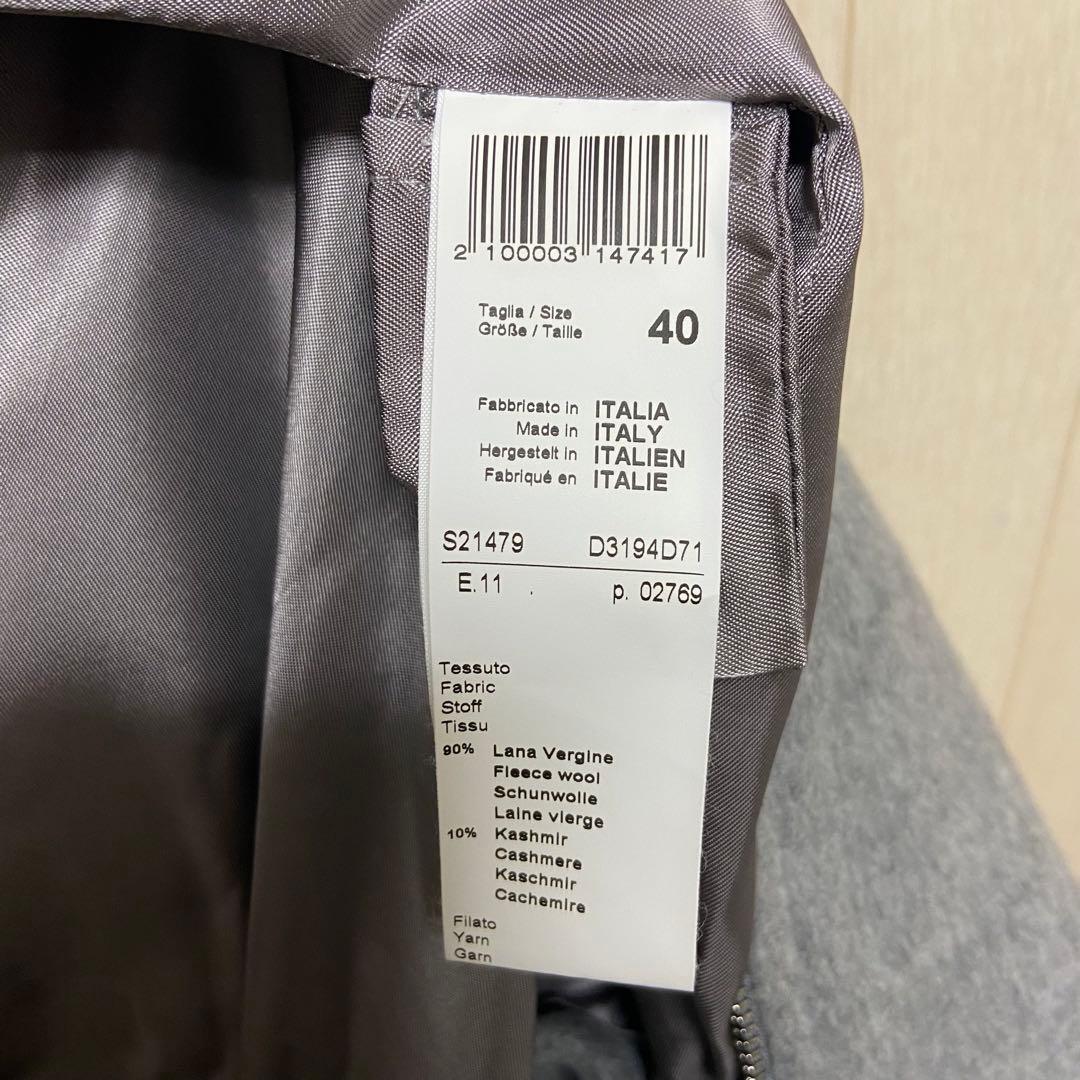 2 100003 147417
Taglia / Size
Größe / Taille
40
Fabbricato in ITALIA
Made in ITALY
Hergestelt in ITALIEN
Fabriqué en ITALIE
S21479 D3194D71
E.11 . p. 02769
Tessuto
Fabric
Stoff
Tissu
90% Lana Vergine
Fleece wool
Schunwolle
Laine vierge
10% Kashmir
Cashmere
Kaschmir
Cachemire
Filato
Yarn
Garn